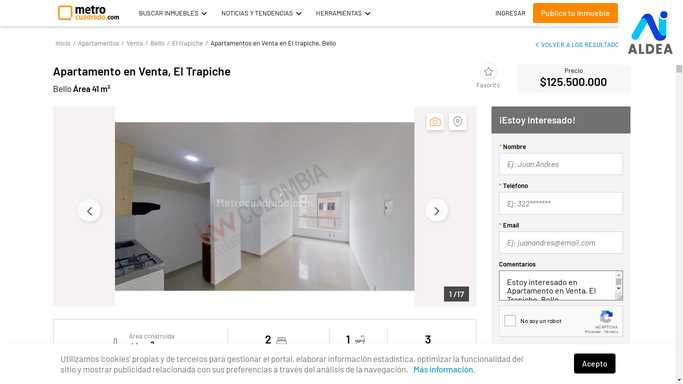 metro
cuadrado.com
BUSCAR INMUEBLES
NOTICIAS Y TENDENCIAS
HERRAMIENTAS
INGRESAR
Publica tu Inmueble
AI
ALDEA
Inicio / Apartamentos / Venta / Bello / El trapiche / Apartamentos en Venta en El trapiche, Bello
< VOLVER A LOS RESULTADO
Apartamento en Venta, El Trapiche
Bello Área 41 m²
Favorito
Precio
$125.500.000
¡Estoy Interesado!
* Nombre
Ej: Juan Andres
* Teléfono
Ej: 322*******
* Email
Ej: juanandres@email.com
Comentarios
Estoy interesado en
Apartamento en Venta, El
Trapiche, Bello
No soy un robot
reCAPTCHA
Privacidad - Términos
kw COLOMBIA
Metrocuadrado.com
1 /17
Área construida
2
1
3
Utilizamos 'cookies' propias y de terceros para gestionar el portal, elaborar información estadística, optimizar la funcionalidad del
sitio y mostrar publicidad relacionada con sus preferencias a través del análisis de la navegación. Más información.
Acepto